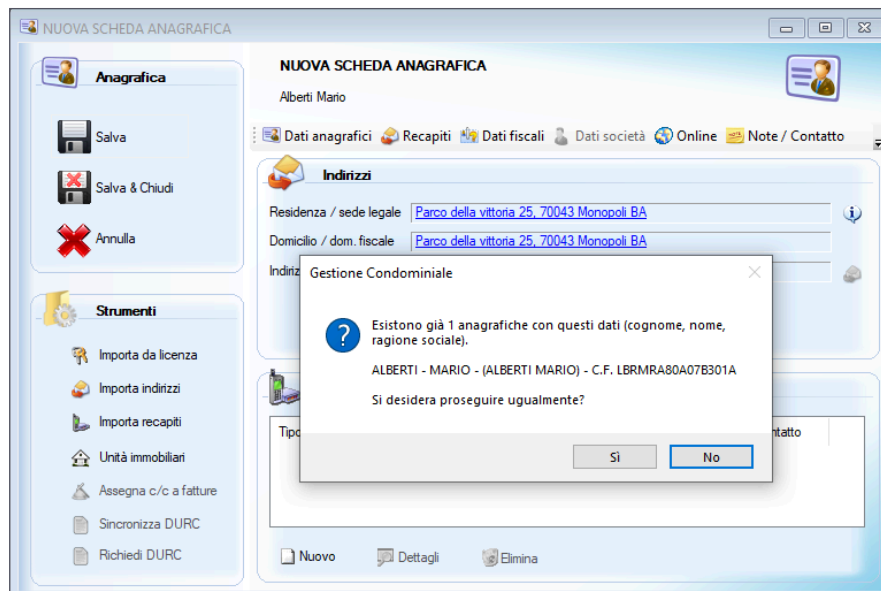 NUOVA SCHEDA ANAGRAFICA
Anagrafica
Salva
Salva & Chiudi
Annulla
Strumenti
Importa da licenza
Importa indirizzi
Importa recapiti
Unità immobiliari
Assegna c/c a fatture
Sincronizza DURC
Richiedi DURC
NUOVA SCHEDA ANAGRAFICA
Alberti Mario
Dati anagrafici Recapiti Dati fiscali Dati società Online Note / Contatto
Indirizzi
Residenza / sede legale Parco della vittoria 25, 70043 Monopoli BA
Domicilio / dom. fiscale Parco della vittoria 25, 70043 Monopoli BA
Gestione Condominiale
Esistono già 1 anagrafiche con questi dati (cognome, nome,
ragione sociale).
ALBERTI - MARIO - (ALBERTI MARIO) - C.F. LBRMRA80A07B301A
Si desidera proseguire ugualmente?
Sì No
Nuovo Dettagli Elimina